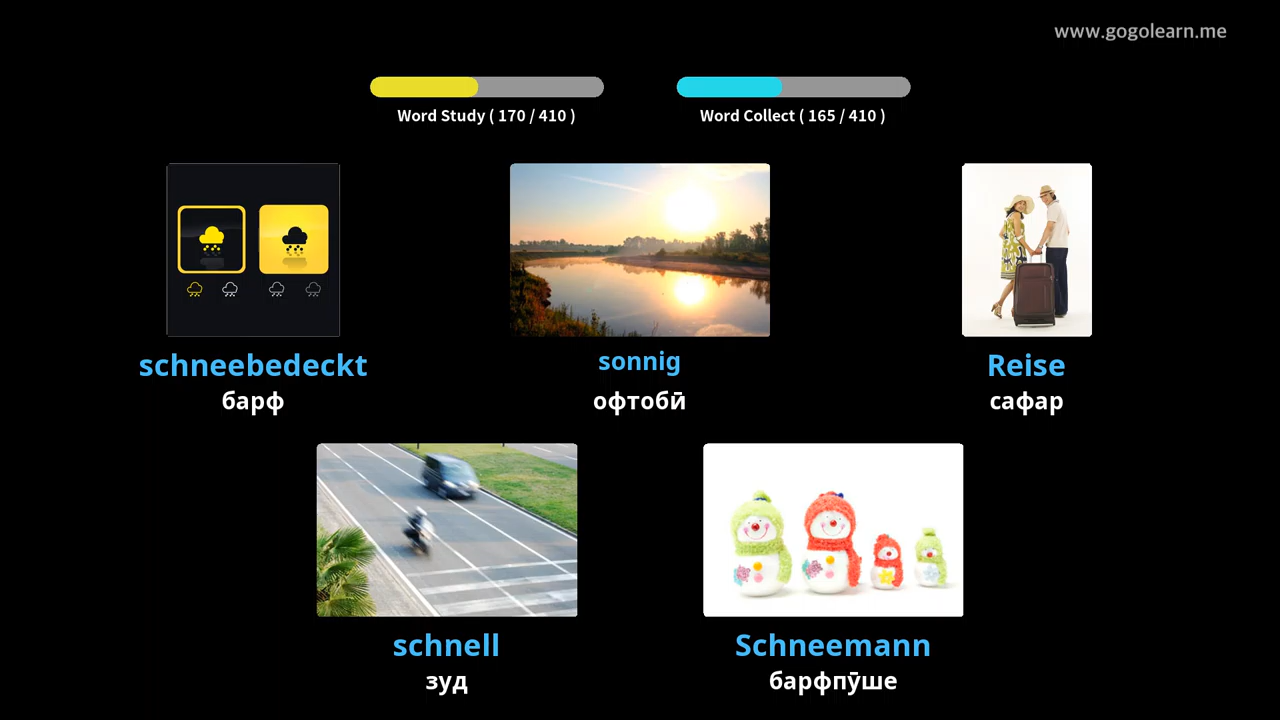 www.gogolearn.me
Word Study ( 170 / 410 )
Word Collect ( 165 / 410 )
schneebedeckt
барф
sonnig
офтобӣ
Reise
сафар
schnell
зуд
Schneemann
барфпӯше